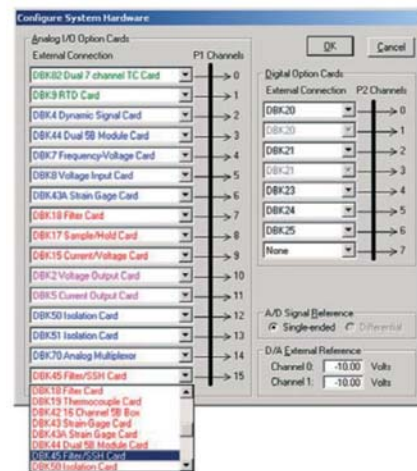 Configure System Hardware
Analog I/O Option Cards
External Connection P1 Channels
DBK82 Dual 7 channel TC Card 0
DBK9 RTD Card 1
DBK4 Dynamic Signal Card 2
DBK44 Dual 5B Module Card 3
DBK7 Frequency-Voltage Card 4
DBK8 Voltage Input Card 5
DBK43A Strain Gage Card 6
DBK18 Filter Card 7
DBK17 Sample/Hold Card 8
DBK15 Current/Voltage Card 9
DBK2 Voltage Output Card 10
DBK5 Current Output Card 11
DBK50 Isolation Card 12
DBK51 Isolation Card 13
DBK70 Analog Multiplexor 14
DBK45 Filter/SSH Card 15
DBK18 Filter Card
DBK19 Thermocouple Card
DBK42 16 Channel 5B Box
DBK43 Strain-Gage Card
DBK43A Strain Gage Card
DBK44 Dual 5B Module Card
DBK45 Filter/SSH Card
DBK50 Isolation Card
OK Cancel
Digital Option Cards
External Connection P2 Channels
DBK20 0
DBK20 1
DBK21 2
DBK21 3
DBK23 4
DBK24 5
DBK25 6
None 7
A/D Signal Reference
Single-ended Differential
D/A External Reference
Channel 0: -10.00 Volts
Channel 1: -10.00 Volts